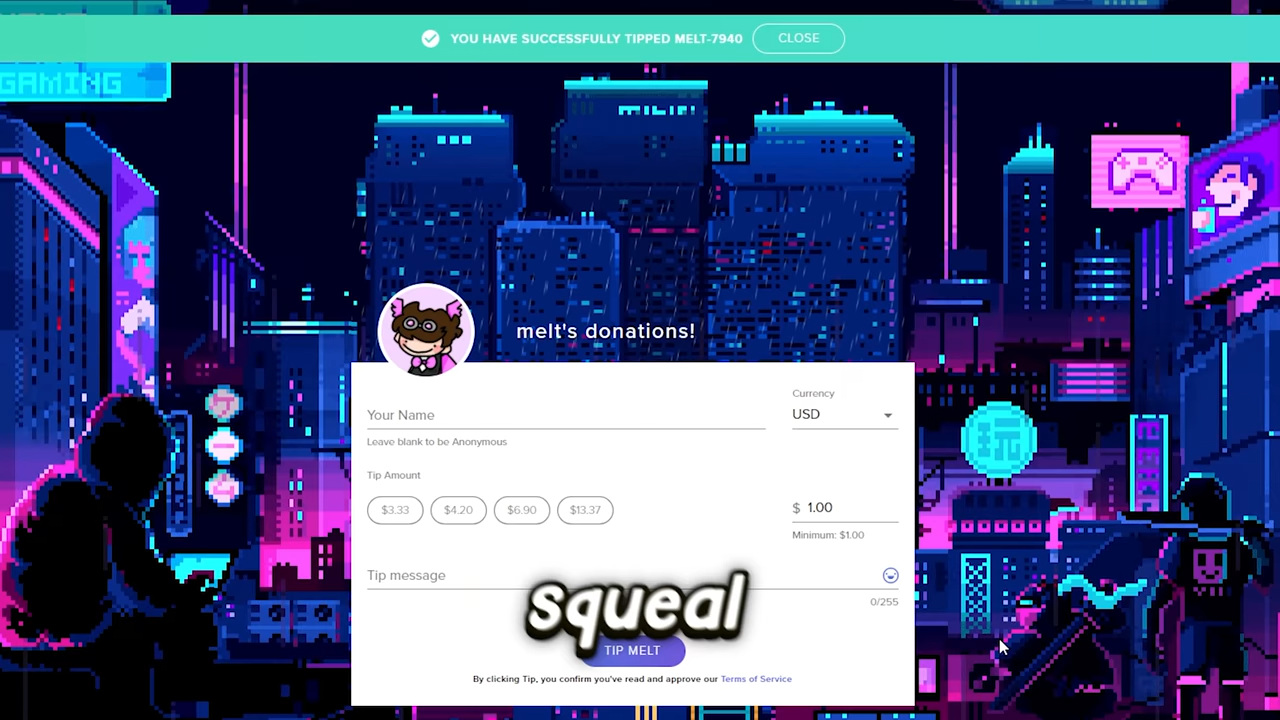 YOU HAVE SUCCESSFULLY TIPPED MELT-7940 CLOSE
GAMING
melt's donations!
Currency
Your Name
USD
Leave blank to be Anonymous
Tip Amount
$3.33 $4.20 $6.90 $13.37
$ 1.00
Minimum: $1.00
Tip message
0/255
squeal
TIP MELT
By clicking Tip, you confirm you've read and approve our Terms of Service
玩